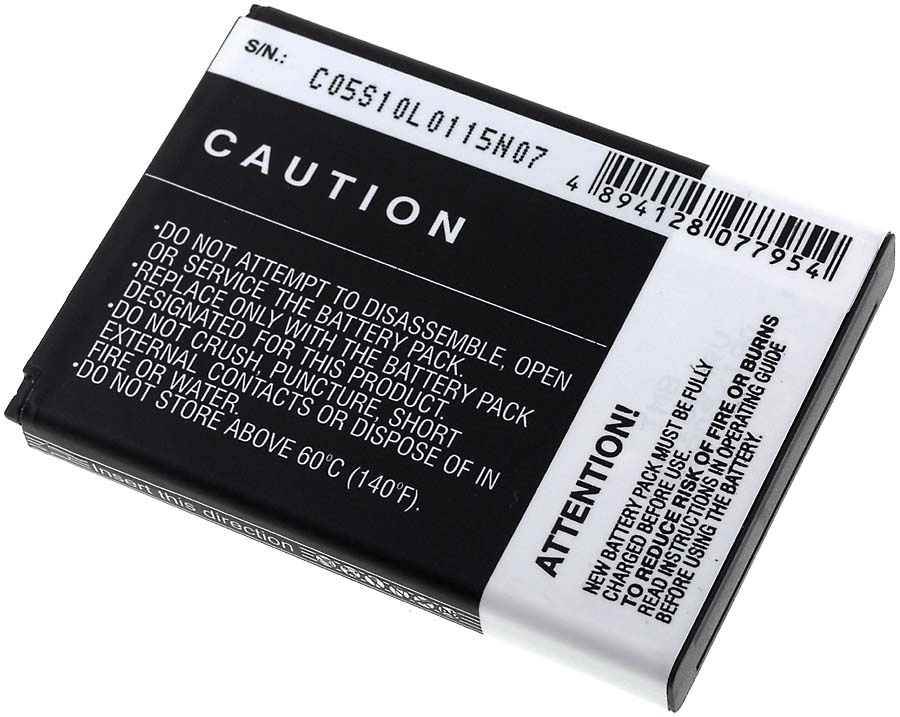 S/N.:
C05S10L0115N07
4 894128 077954
CAUTION
·DO NOT ATTEMPT TO DISASSEMBLE, OPEN
OR SERVICE THE BATTERY PACK.
·REPLACE ONLY WITH THE BATTERY PACK
DESIGNATED FOR THIS PRODUCT.
·DO NOT CRUSH, PUNCTURE, SHORT
EXTERNAL CONTACTS OR DISPOSE OF IN
FIRE OR WATER.
·DO NOT STORE ABOVE 60°C (140°F).
ATTENTION!
NEW BATTERY PACK MUST BE FULLY
CHARGED BEFORE USE.
TO REDUCE RISK OF FIRE OR BURNS
READ INSTRUCTIONS IN OPERATING GUIDE
BEFORE USING THE BATTERY.
Insert this direction